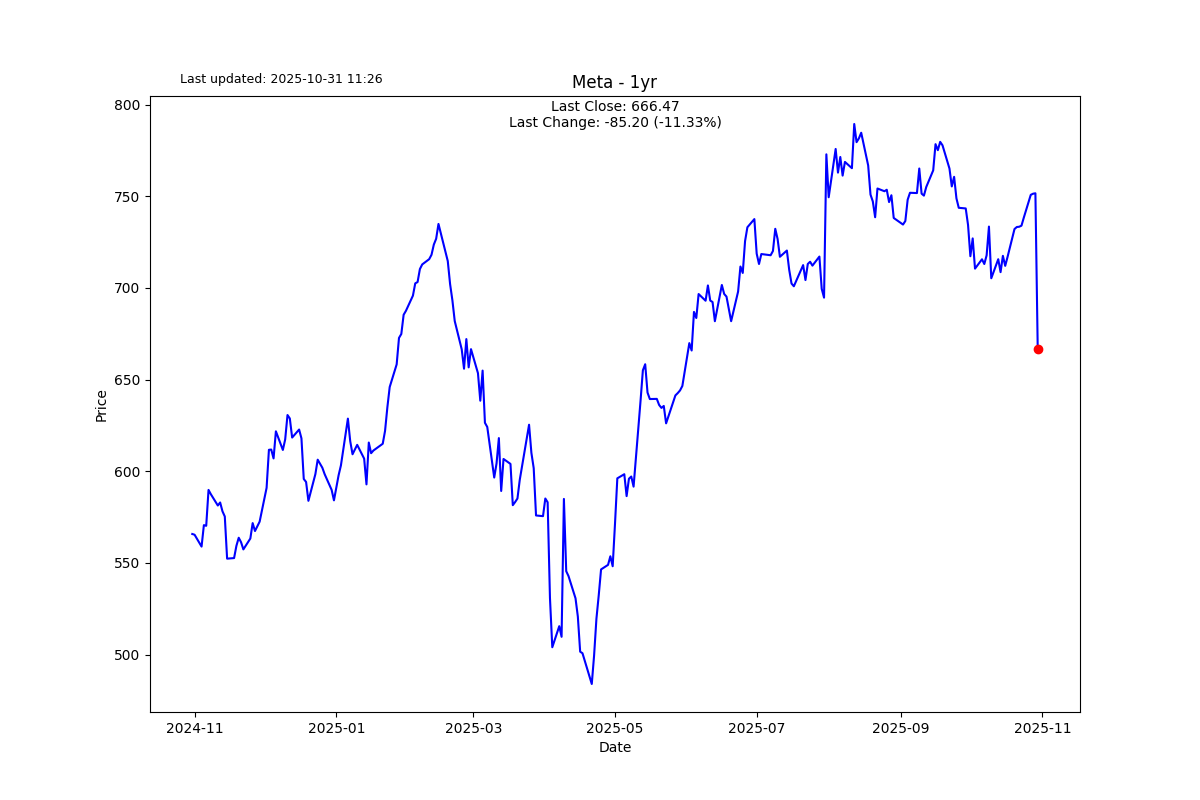 Last updated: 2025-10-31 11:26
Meta - 1yr
Last Close: 666.47
Last Change: -85.20 (-11.33%)
800
750
700
650
600
550
500
Price
2024-11 2025-01 2025-03 2025-05 2025-07 2025-09 2025-11
Date